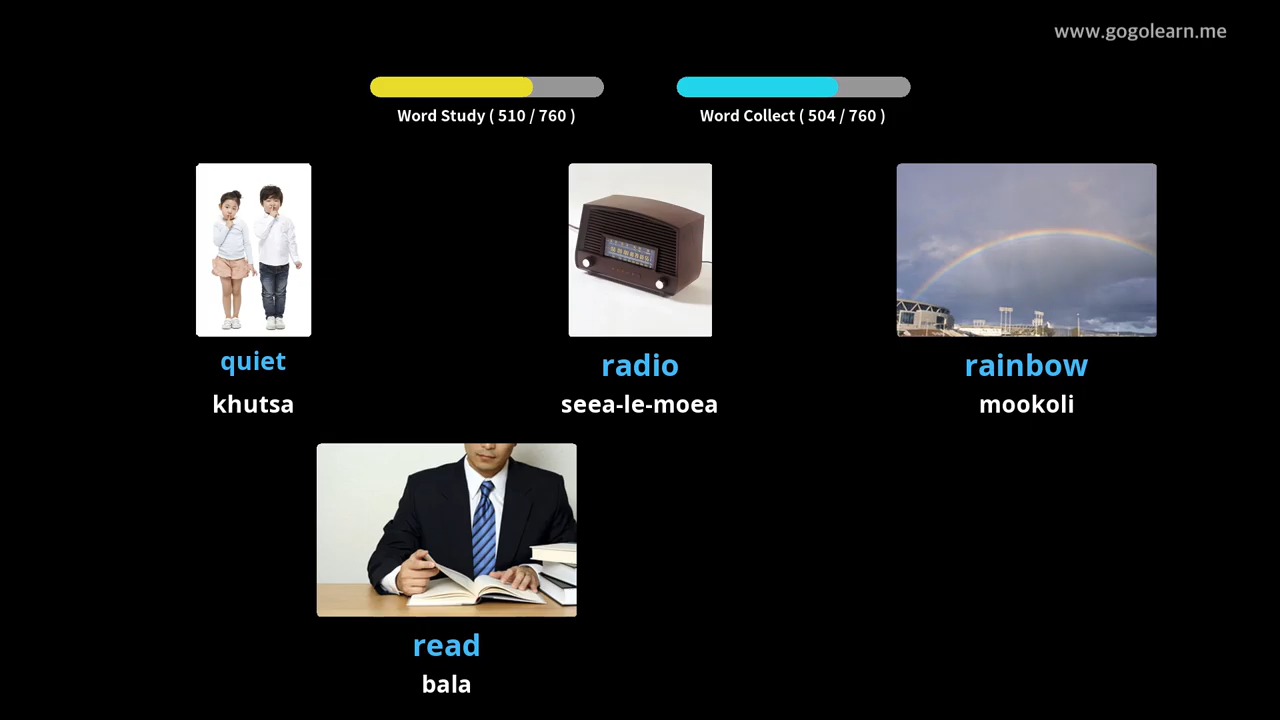 www.gogolearn.me
Word Study ( 510 / 760 )
Word Collect ( 504 / 760 )
quiet
khutsa
radio
seea-le-moea
rainbow
mookoli
read
bala